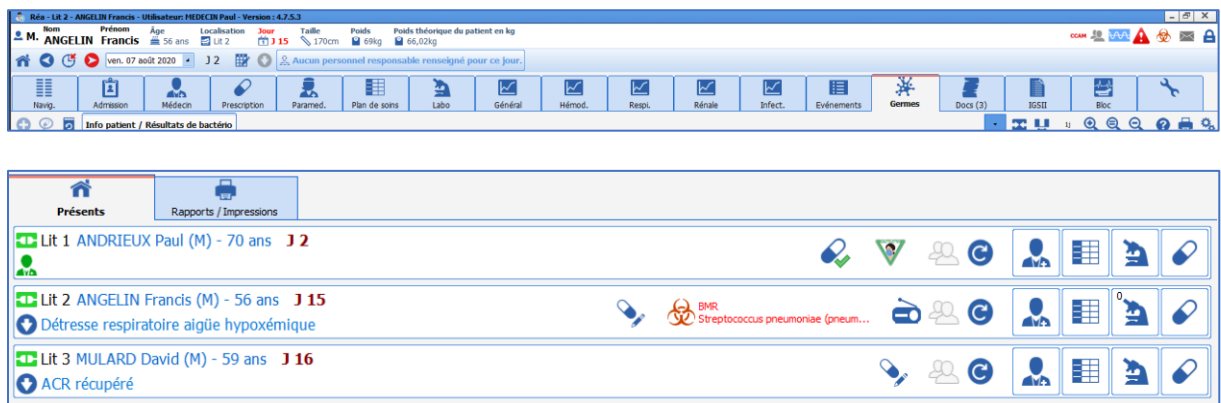 Réa - Lit 2 - ANGELIN Francis - Utilisateur: MEDECIN Paul - Version : 4.7.5.3
Nom Prénom Âge Localisation Jour Taille Poids Poids théorique du patient en kg
M. ANGELIN Francis 56 ans Lit 2 J 15 170cm 69kg 66,02kg
CCAM
ven. 07 août 2020 J 2 Aucun personnel responsable renseigné pour ce jour.
Navig. Admission Médecin Prescription Paramed. Plan de soins Labo Général Hémod. Respi. Rénale Infect. Evénements Germes Docs (3) IGSII Bloc
Info patient / Résultats de bactério
Présents Rapports / Impressions
Lit 1 ANDRIEUX Paul (M) - 70 ans J 2
Lit 2 ANGELIN Francis (M) - 56 ans J 15
Détresse respiratoire aigüe hypoxémique
BMR
Streptococcus pneumoniae (pneum...
0
Lit 3 MULARD David (M) - 59 ans J 16
ACR récupéré